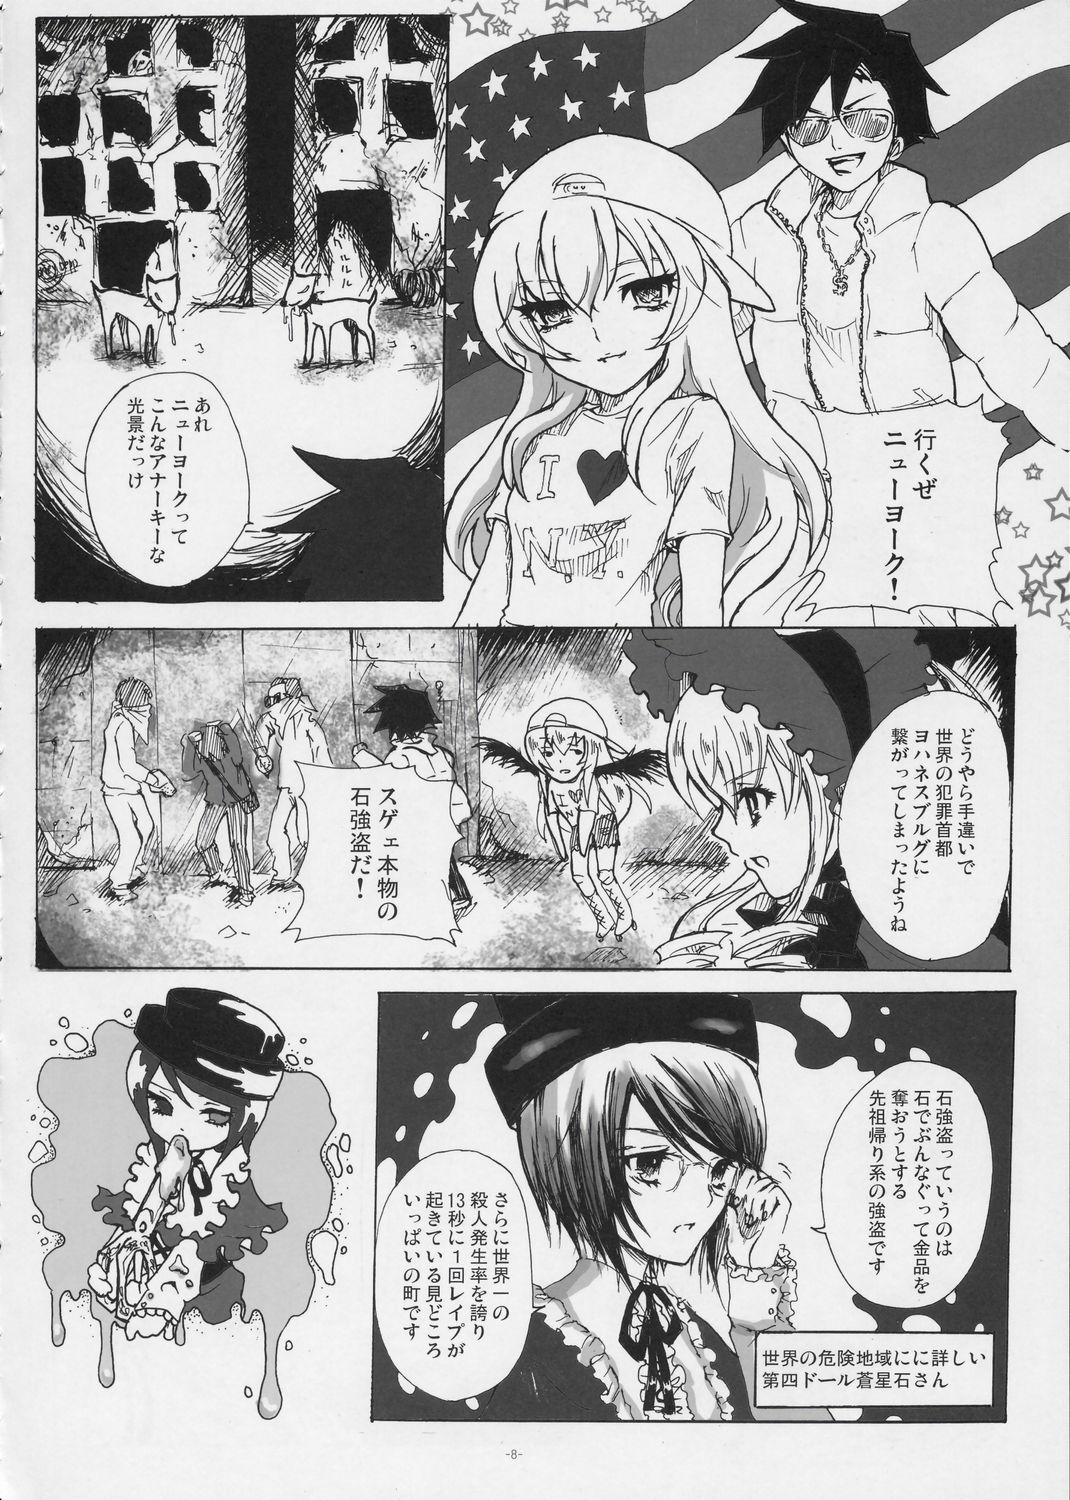 行くぜ
ニューヨーク！
I ♥
N.Y.
あれ
ニューヨークって
こんなアナーキーな
光景だっけ
ルルル
どうやら手違いで
世界の犯罪首都
ヨハネスブルグに
繋がってしまったようね
スゲェ本物の
石強盗だ！
石強盗っていうのは
石でぶんなぐって金品を
奪おうとする
先祖帰り系の強盗です
さらに世界一の
殺人発生率を誇り
13秒に1回レイプが
起きている見どころ
いっぱいの町です
世界の危険地域にに詳しい
第四ドール蒼星石さん
-8-